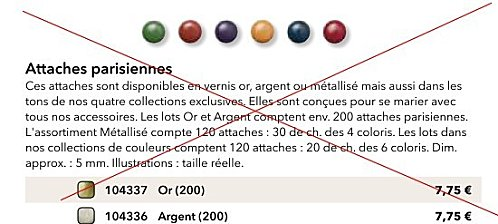 Attaches parisiennes
Ces attaches sont disponibles en vernis or, argent ou métallisé mais aussi dans les
tons de nos quatre collections exclusives. Elles sont conçues pour se marier avec
tous nos accessoires. Les lots Or et Argent comptent env. 200 attaches parisiennes.
L'assortiment Métallisé compte 120 attaches : 30 de ch. des 4 coloris. Les lots dans
nos collections de couleurs comptent 120 attaches : 20 de ch. des 6 coloris. Dim.
approx. : 5 mm. Illustrations : taille réelle.
104337 Or (200) 7,75 €
104336 Argent (200) 7,75 €